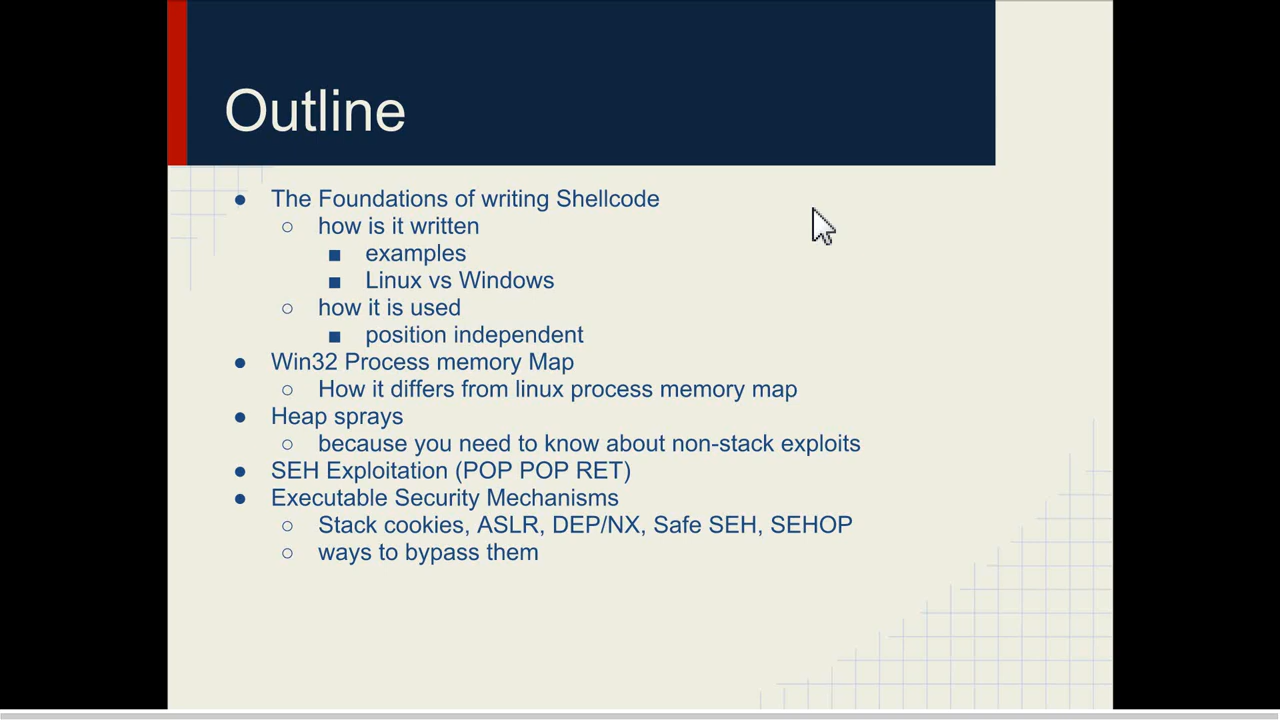 Outline
● The Foundations of writing Shellcode
○ how is it written
■ examples
■ Linux vs Windows
○ how it is used
■ position independent
● Win32 Process memory Map
○ How it differs from linux process memory map
● Heap sprays
○ because you need to know about non-stack exploits
● SEH Exploitation (POP POP RET)
● Executable Security Mechanisms
○ Stack cookies, ASLR, DEP/NX, Safe SEH, SEHOP
○ ways to bypass them